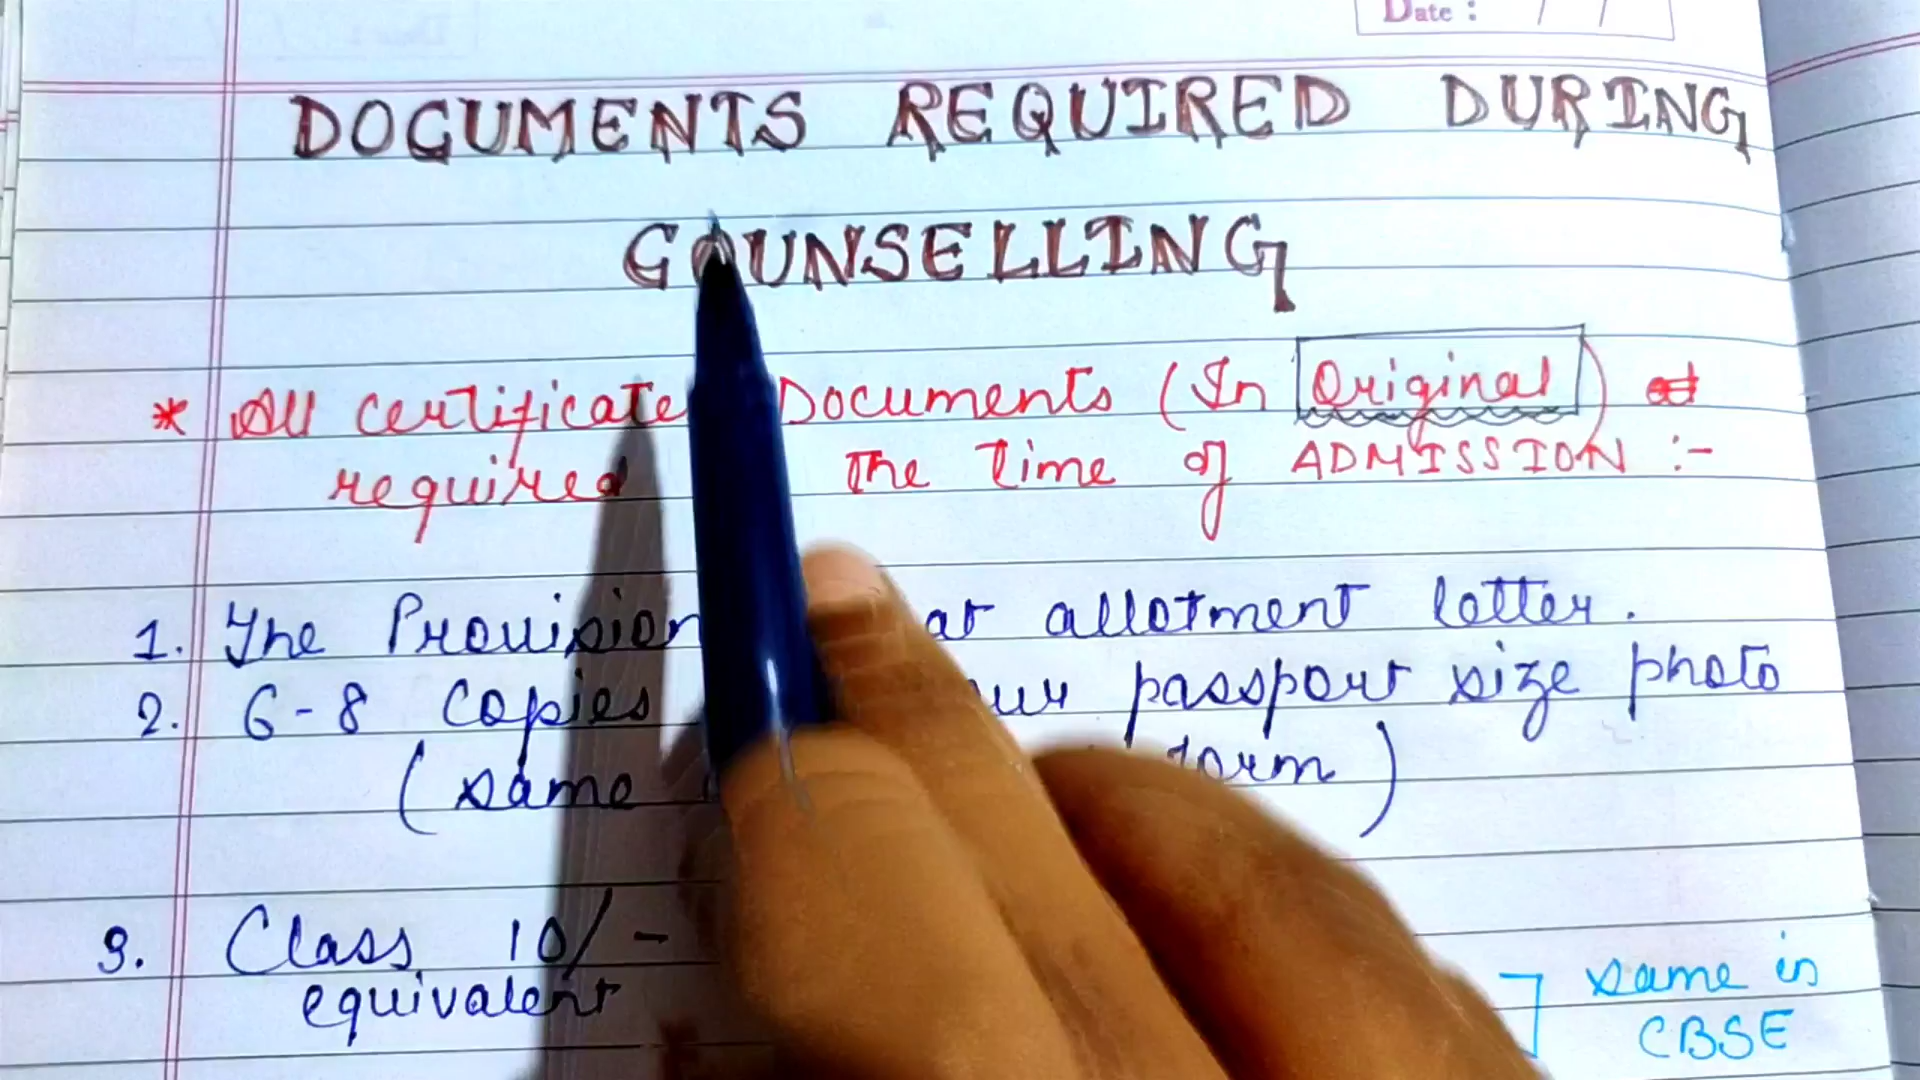 Date : / /
DOCUMENTS REQUIRED DURING
COUNSELLING
* All certificate Documents (In Original) at
required the time of ADMISSION :-
1. The Provision at allotment letter.
2. 6-8 Copies passport size photo
(same form)
3. Class 10/-
equivalent
same in
CBSE